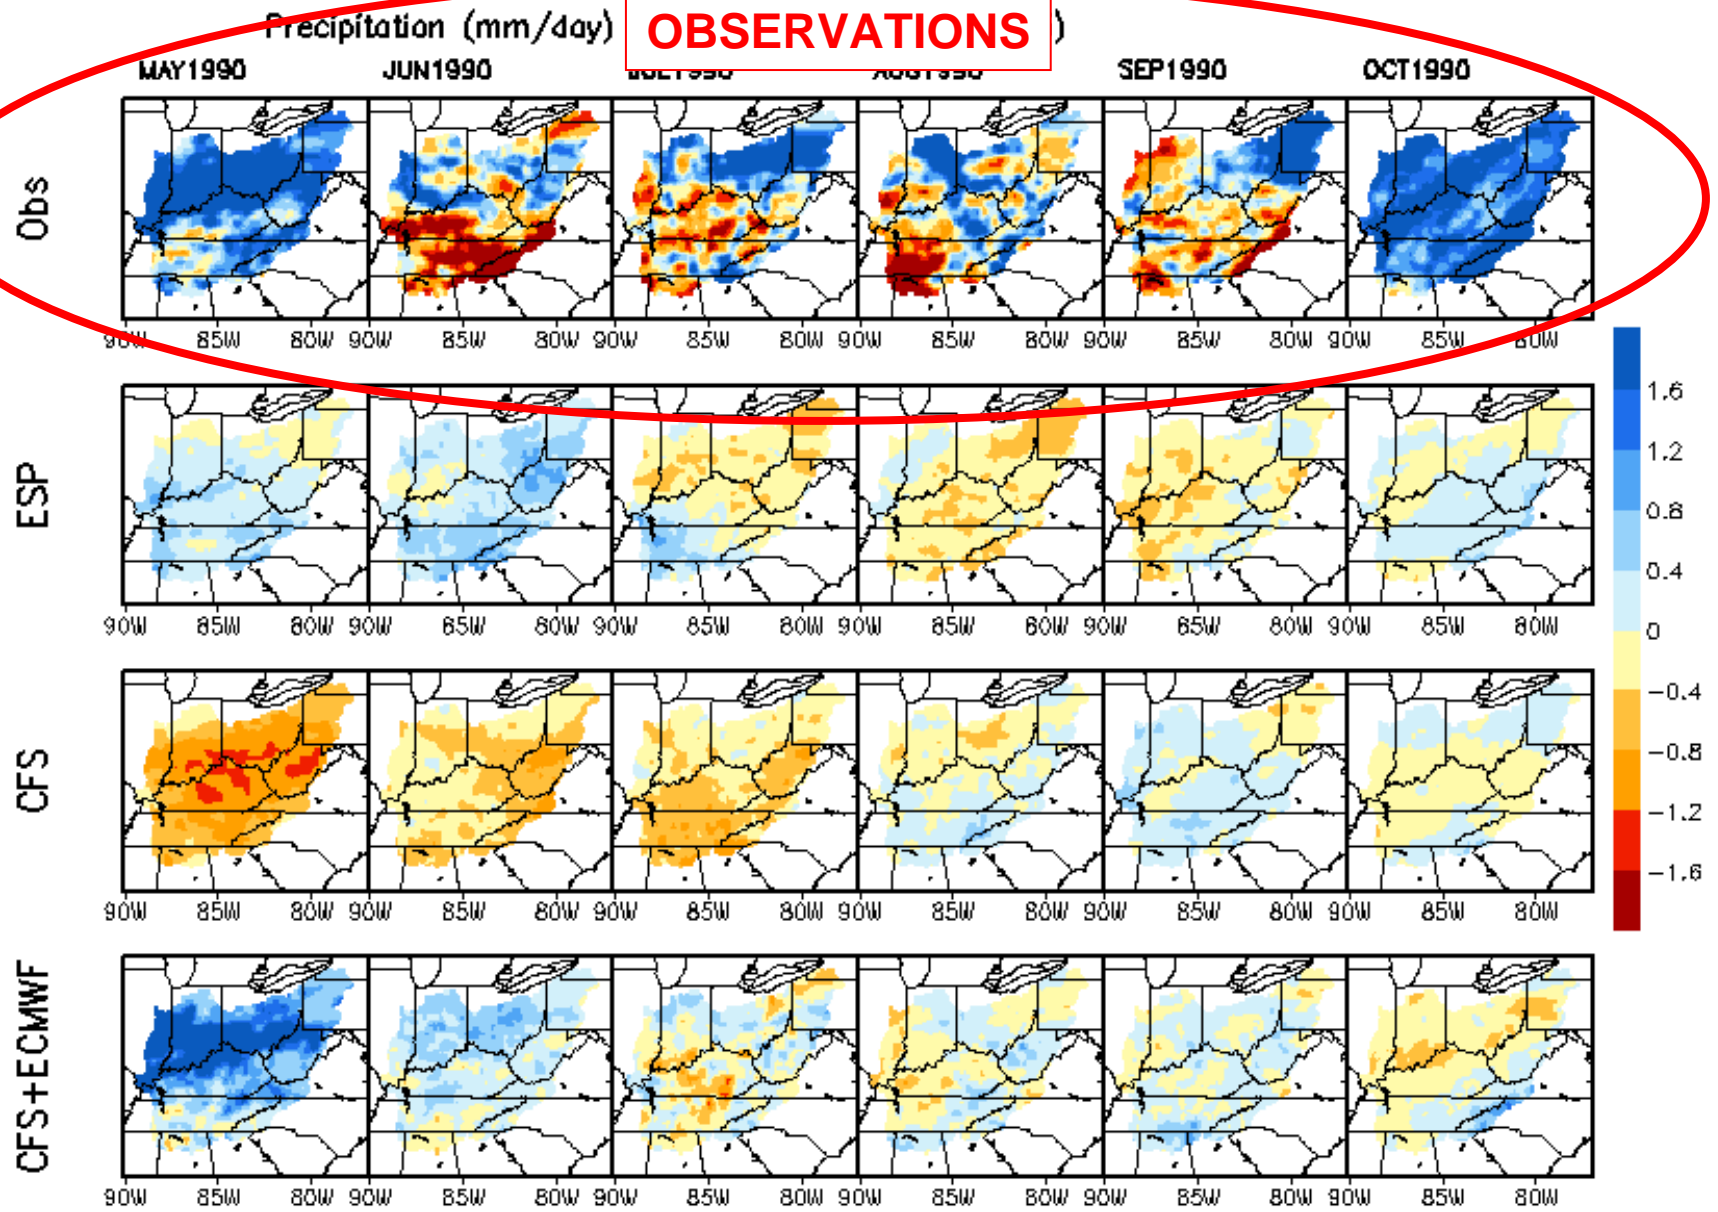 Precipitation (mm/day)
OBSERVATIONS
)
MAY1990 JUN1990 SEP1990 OCT1990
Obs
90W 85W 80W 90W 85W 80W 90W 85W 80W 90W 85W 80W 90W 85W 80W 90W 85W 80W
ESP
90W 85W 80W 90W 85W 80W 90W 85W 80W 90W 85W 80W 90W 85W 80W 90W 85W 80W
CFS
90W 85W 80W 90W 85W 80W 90W 85W 80W 90W 85W 80W 90W 85W 80W 90W 85W 80W
CFS+ECMWF
90W 85W 80W 90W 85W 80W 90W 85W 80W 90W 85W 80W 90W 85W 80W 90W 85W 80W
1.6
1.2
0.8
0.4
0
-0.4
-0.8
-1.2
-1.6